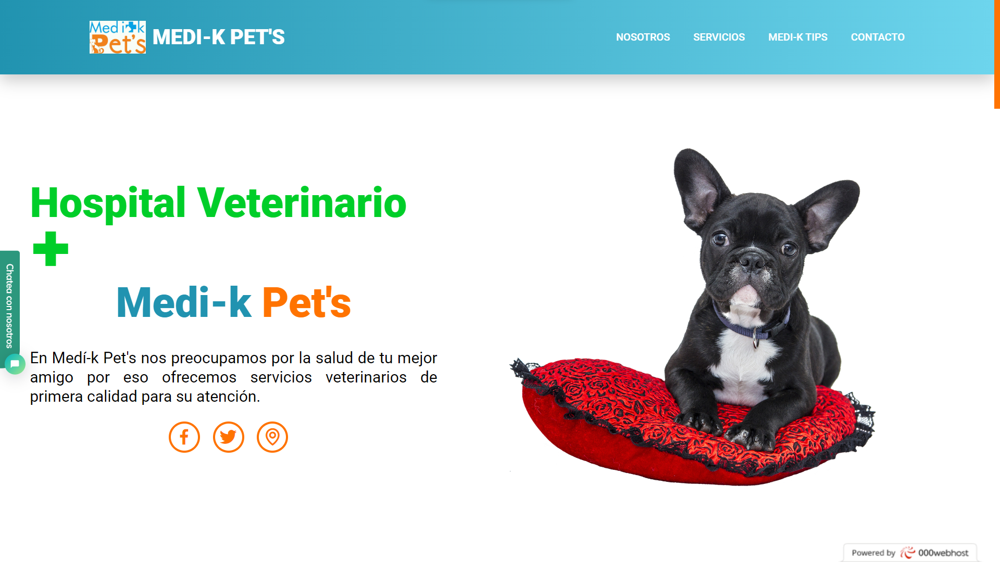 Medi k
Pet's
MEDI-K PET'S
NOSOTROS
SERVICIOS
MEDI-K TIPS
CONTACTO
Hospital Veterinario
Medi-k Pet's
Chatea con nosotros
En Medí-k Pet's nos preocupamos por la salud de tu mejor
amigo por eso ofrecemos servicios veterinarios de
primera calidad para su atención.
Powered by 000webhost